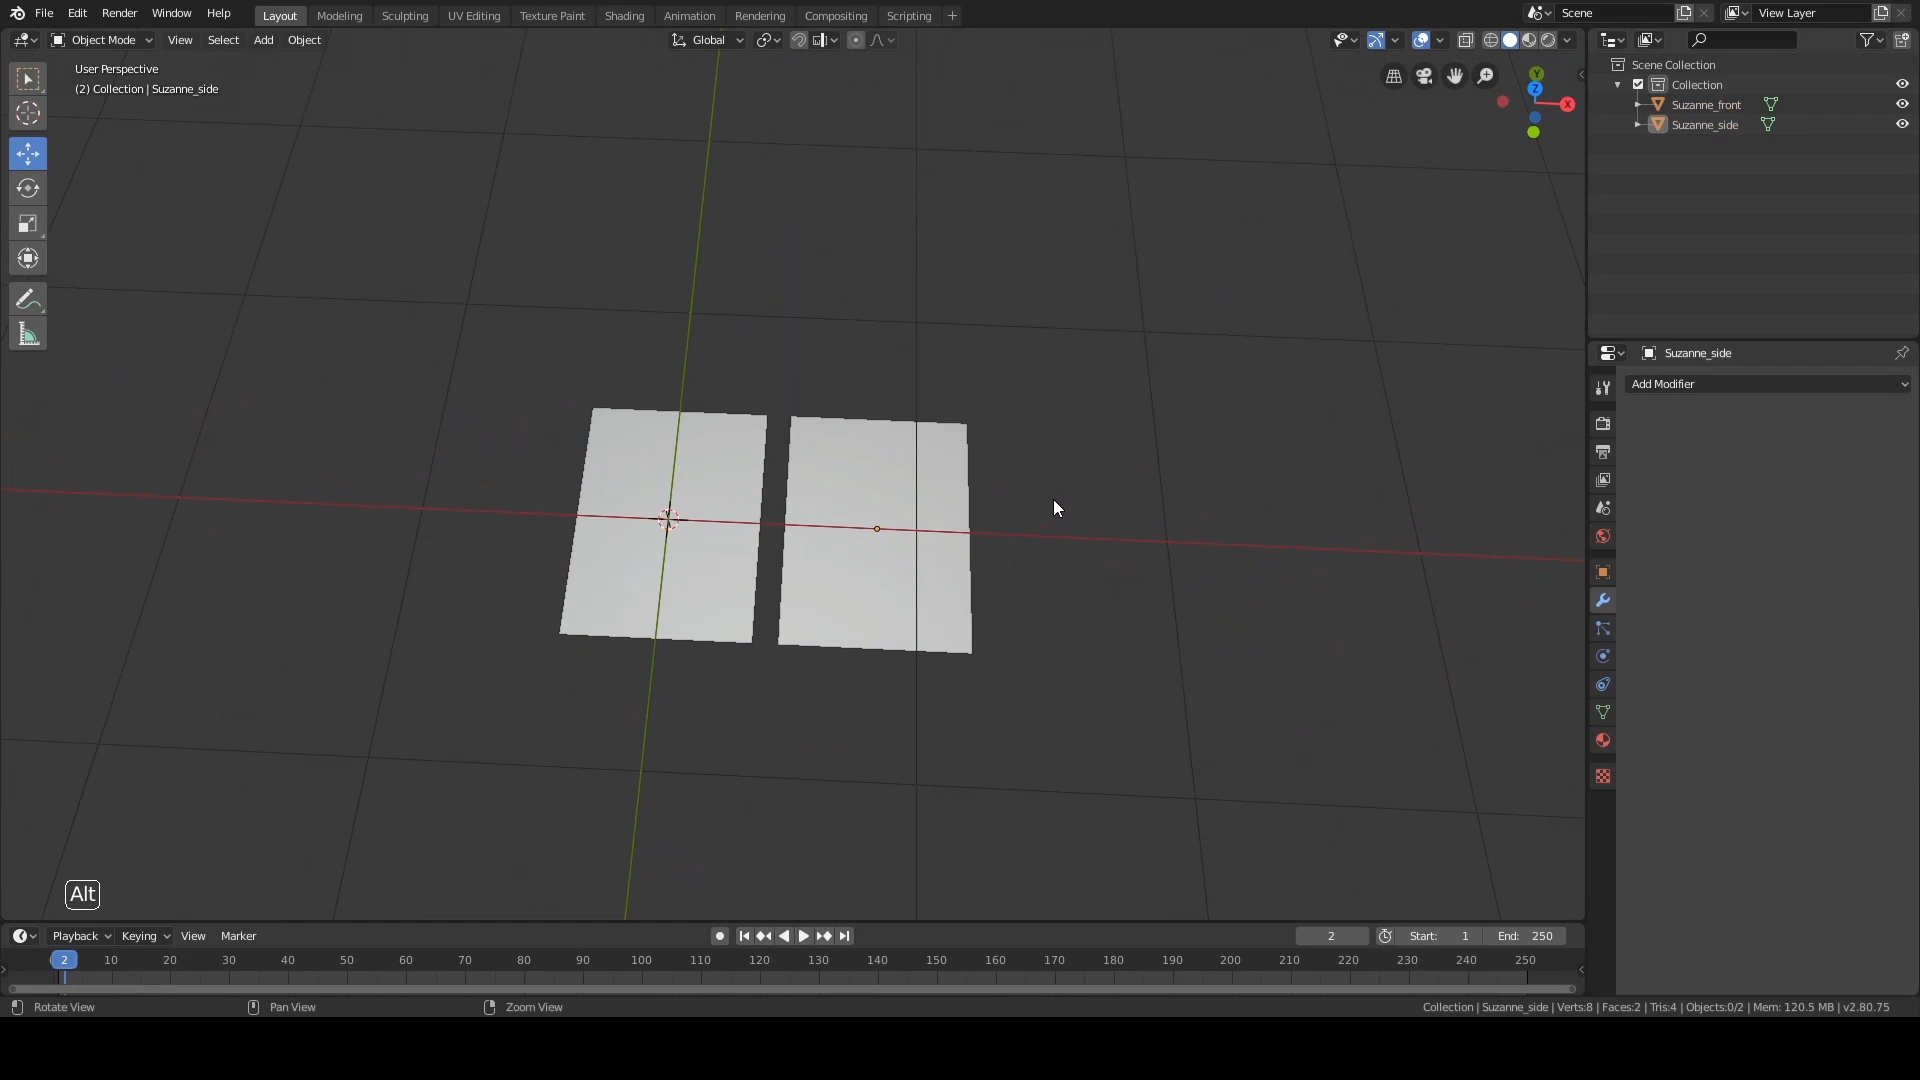 File Edit Render Window Help Layout Modeling Sculpting UV Editing Texture Paint Shading Animation Rendering Compositing Scripting + Scene View Layer
Object Mode View Select Add Object Global
User Perspective
(2) Collection | Suzanne_side
Y
Z
X
Scene Collection
Collection
Suzanne_front
Suzanne_side
Suzanne_side
Add Modifier
Alt
Playback Keying View Marker 2 Start: 1 End: 250
2 10 20 30 40 50 60 70 80 90 100 110 120 130 140 150 160 170 180 190 200 210 220 230 240 250
Rotate View Pan View Zoom View Collection | Suzanne_side | Verts:8 | Faces:2 | Tris:4 | Objects:0/2 | Mem: 120.5 MB | v2.80.75